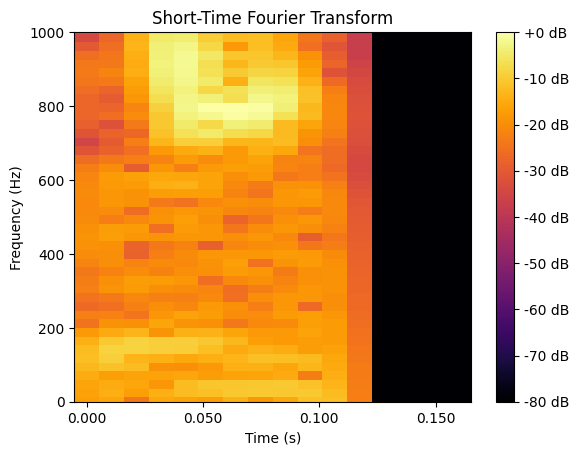 Short-Time Fourier Transform
1000
800
600
400
200
0
Frequency (Hz)
0.000
0.050
0.100
0.150
Time (s)
+0 dB
-10 dB
-20 dB
-30 dB
-40 dB
-50 dB
-60 dB
-70 dB
-80 dB